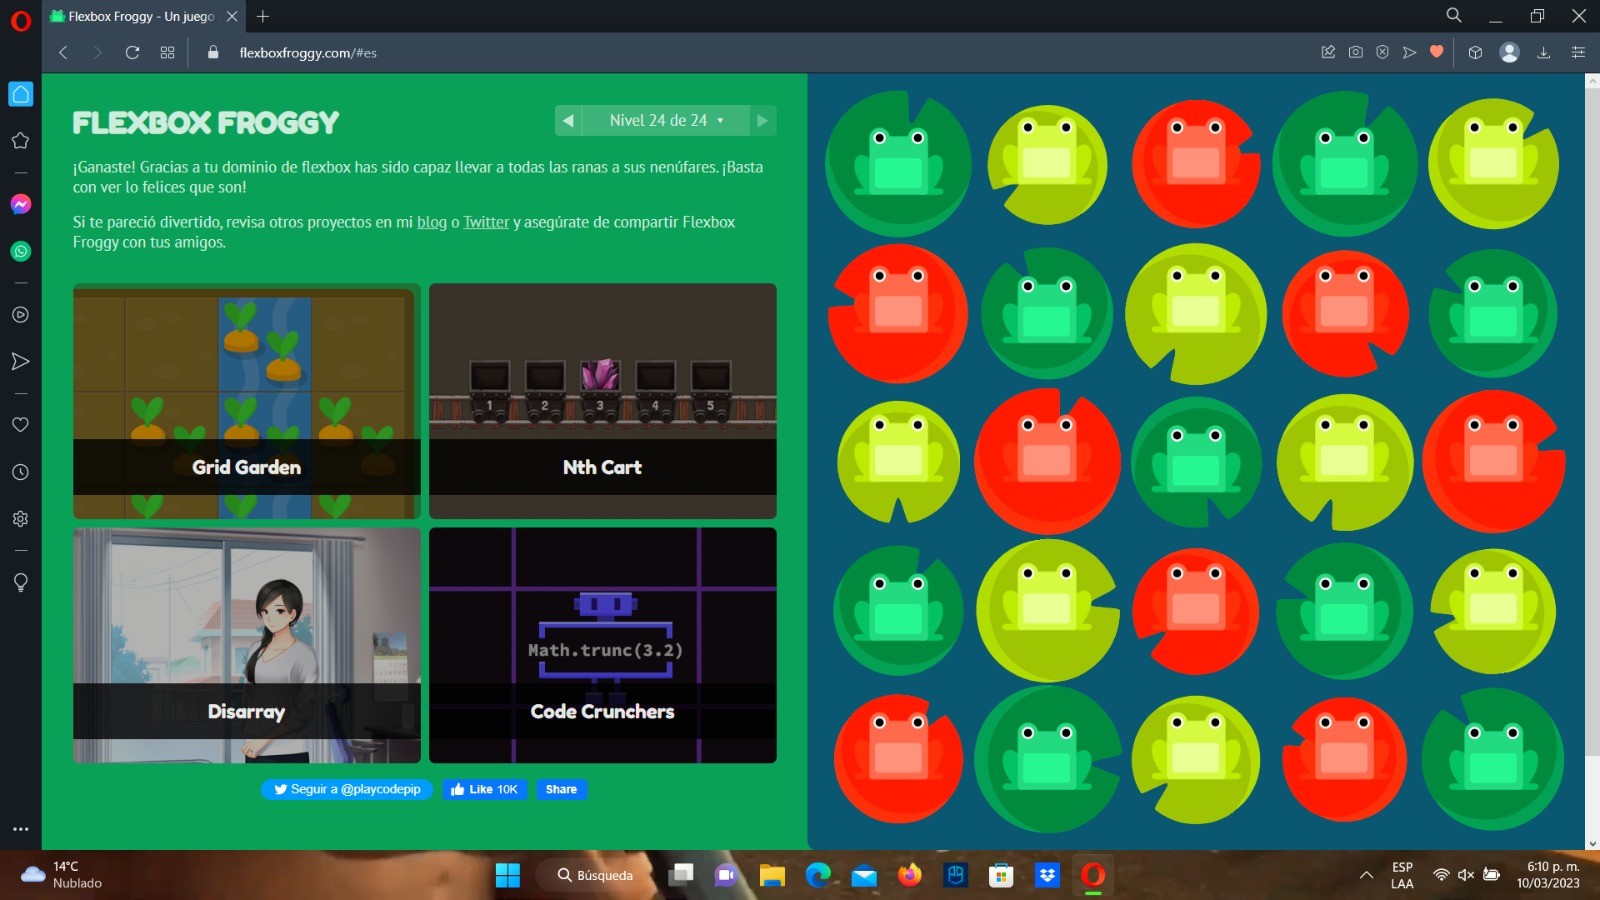 Flexbox Froggy - Un juego
flexboxfroggy.com/#es
FLEXBOX FROGGY
Nivel 24 de 24
¡Ganaste! Gracias a tu dominio de flexbox has sido capaz llevar a todas las ranas a sus nenúfares. ¡Basta
con ver lo felices que son!
Si te pareció divertido, revisa otros proyectos en mi blog o Twitter y asegúrate de compartir Flexbox
Froggy con tus amigos.
1 2 3 4 5
Grid Garden
Nth Cart
Math.trunc(3.2)
Disarray
Code Crunchers
Seguir a @playcodepip
Like 10K
Share
14°C
Nublado
Búsqueda
ESP
LAA
6:10 p. m.
10/03/2023